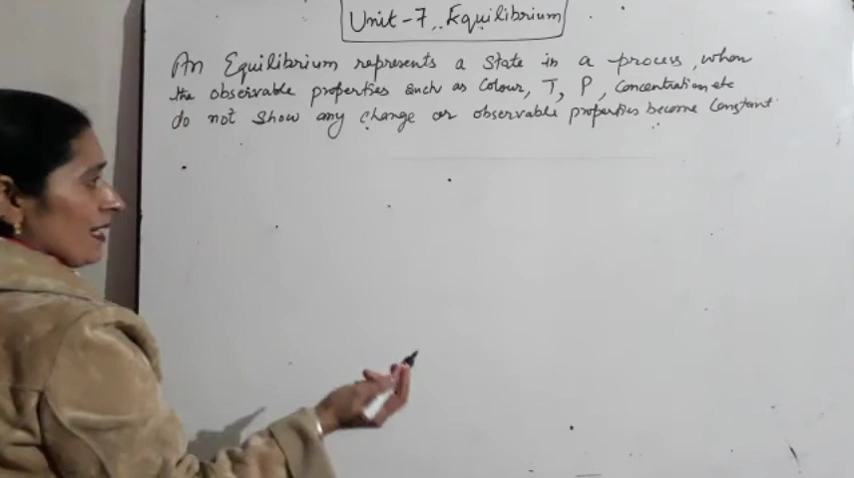 Unit-7, Equilibrium
An Equilibrium represents a state in a process, when
the observable properties such as Colour, T, P, Concentration etc
do not show any change or observable properties become Constant